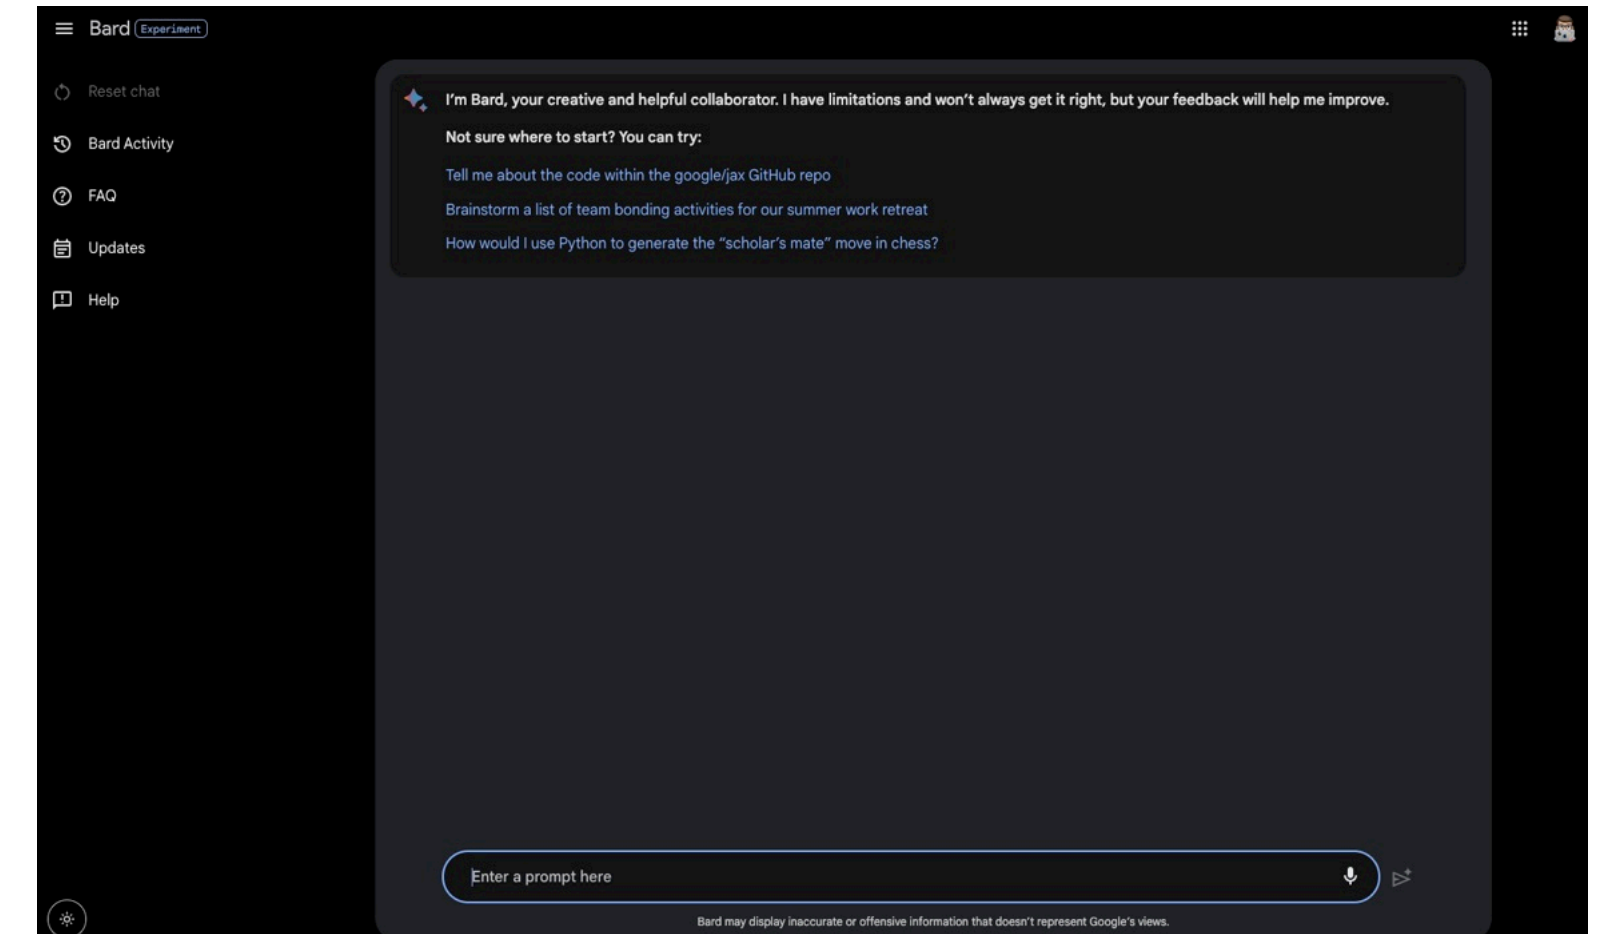 Bard Experiment
Reset chat
Bard Activity
FAQ
Updates
Help
I'm Bard, your creative and helpful collaborator. I have limitations and won't always get it right, but your feedback will help me improve.
Not sure where to start? You can try:
Tell me about the code within the google/jax GitHub repo
Brainstorm a list of team bonding activities for our summer work retreat
How would I use Python to generate the “scholar's mate” move in chess?
Enter a prompt here
Bard may display inaccurate or offensive information that doesn't represent Google's views.